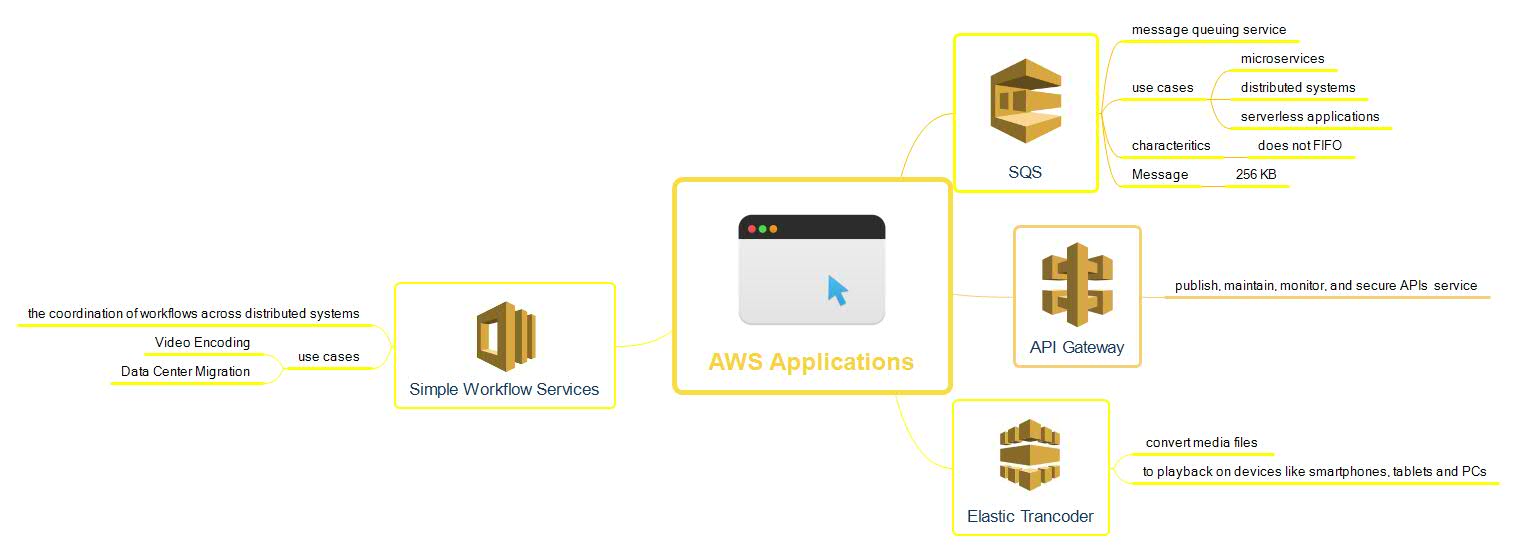 message queuing service
microservices
use cases
distributed systems
serverless applications
characteritics
does not FIFO
Message
256 KB
SQS
publish, maintain, monitor, and secure APIs service
API Gateway
AWS Applications
the coordination of workflows across distributed systems
Video Encoding
use cases
Data Center Migration
Simple Workflow Services
convert media files
to playback on devices like smartphones, tablets and PCs
Elastic Trancoder